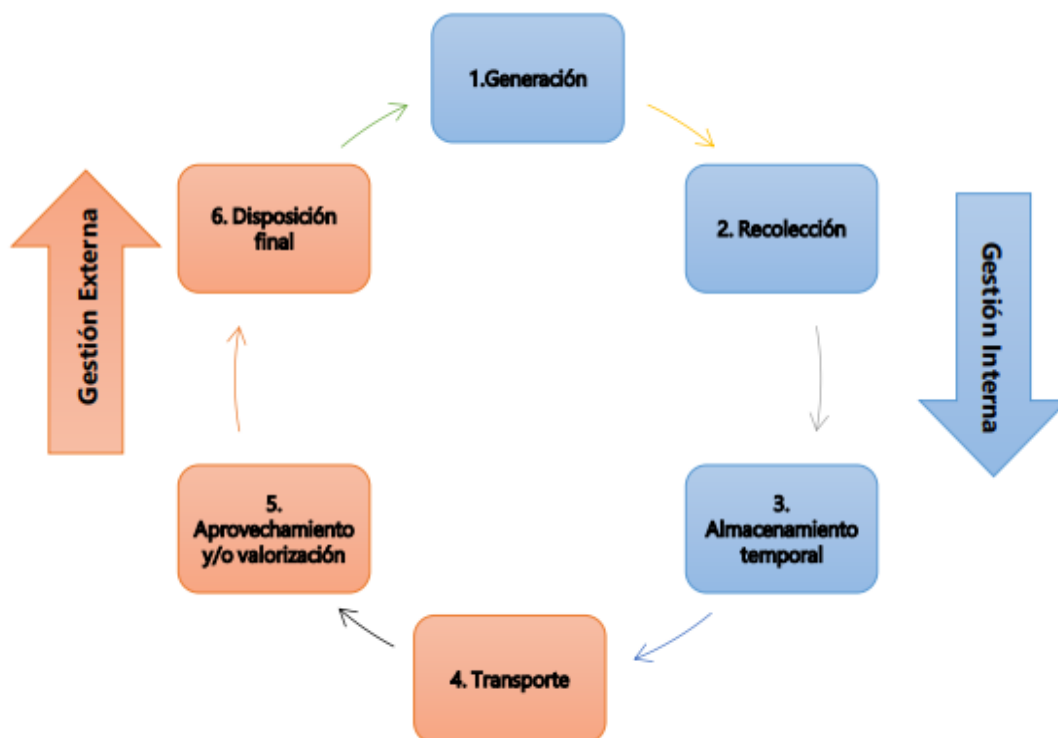 1.Generación
2. Recolección
3.
Almacenamiento
temporal
4. Transporte
5.
Aprovechamiento
y/o valorización
6. Disposición
final
Gestión Externa
Gestión Interna